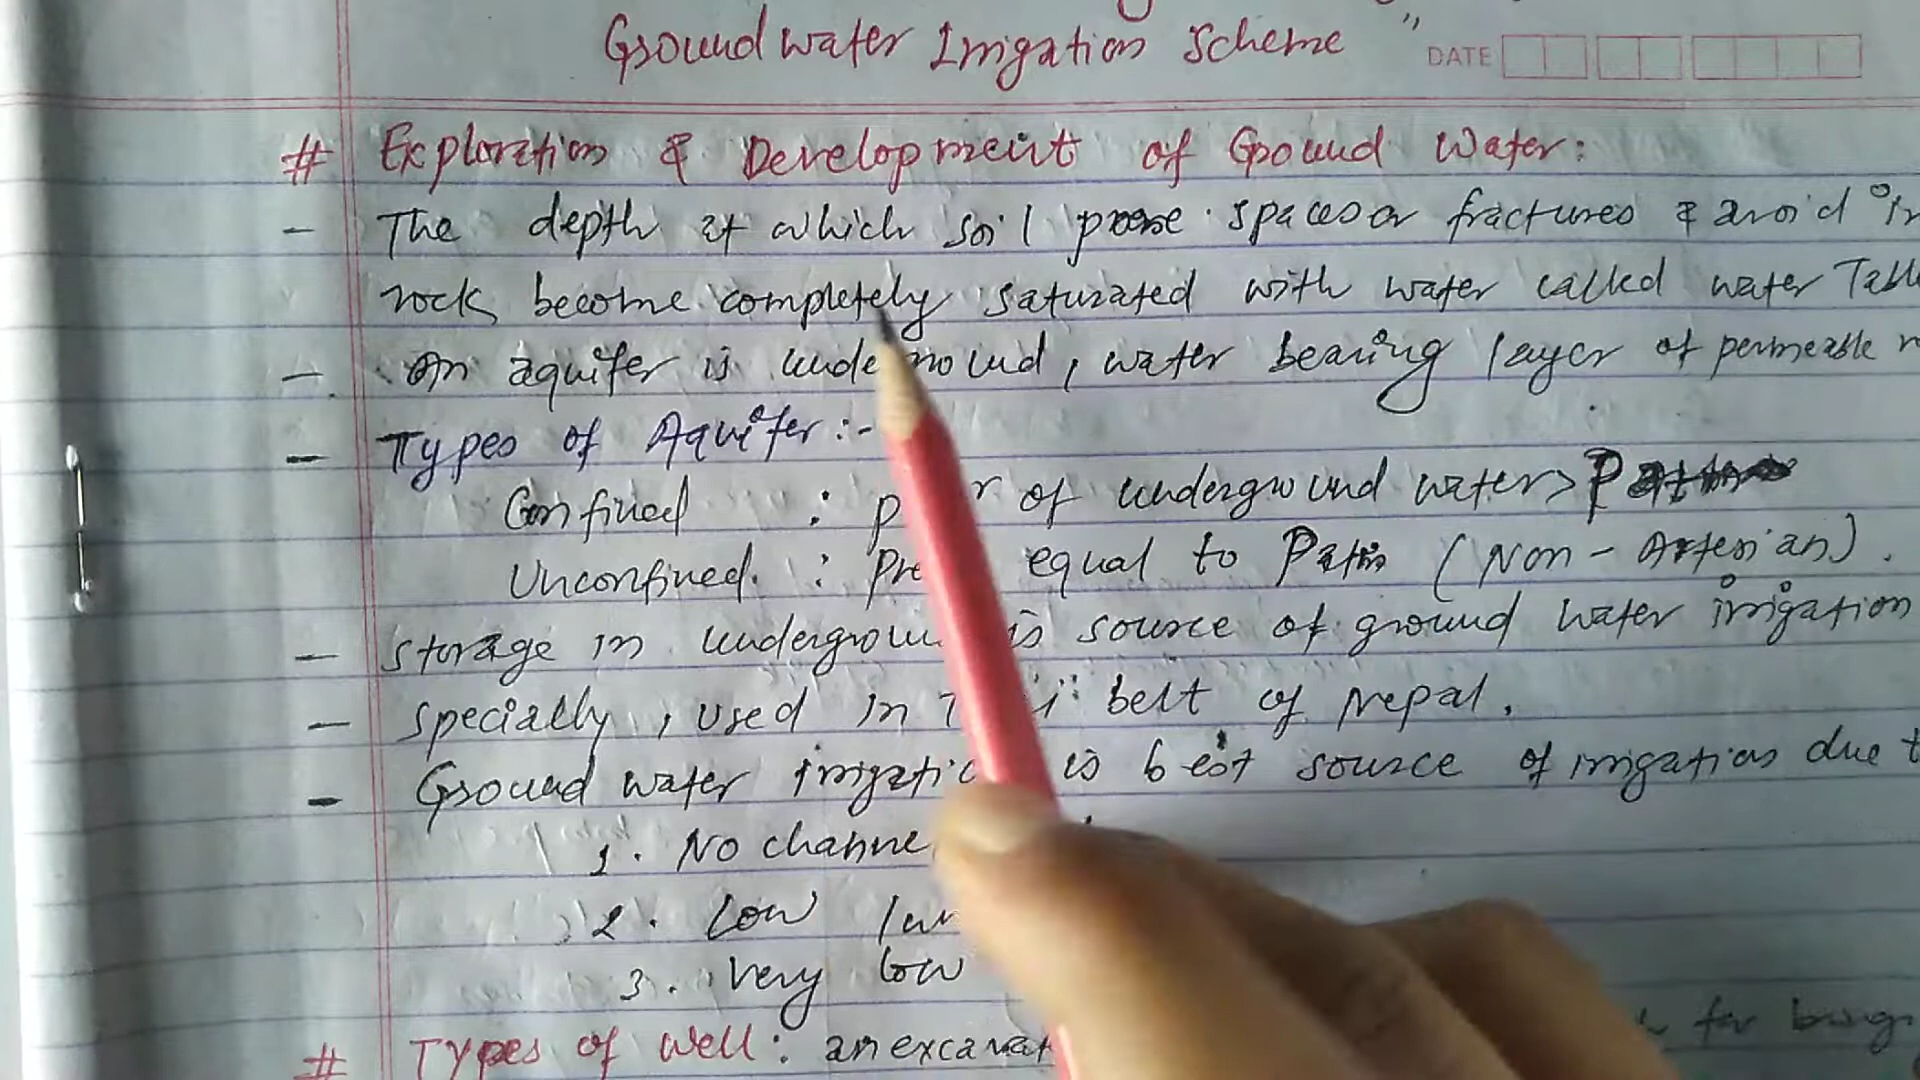 Ground water Irrigation Scheme "
DATE
# Exploration & Development of Ground Water:
- The depth at which soil pore spaces or fractures & avoid in
rock become completely saturated with water called water Table
- An aquifer is underground, water bearing layer of permeable
- Types of Aquifer :-
Confined : of underground water > P
Unconfined : equal to Patm (Non-Artesian).
- storage in is source of ground water irrigation
- specially, used in belt of Nepal.
- Ground water is best source of irrigation due
1. No
2. Low
3. Very low
for
# Types of well: an